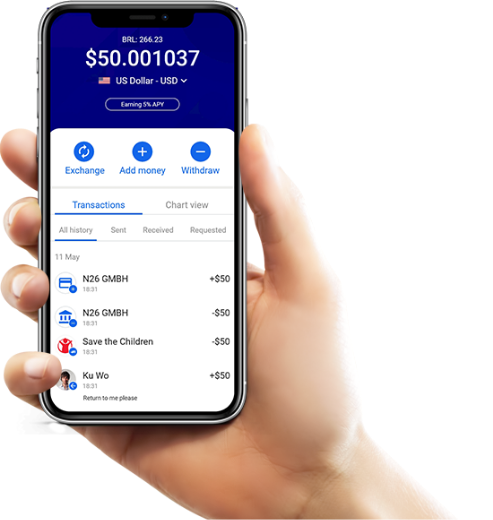 BRL: 266.23
$50.001037
US Dollar - USD
Earning 5% APY
Exchange Add money Withdraw
Transactions Chart view
All history Sent Received Requested
11 May
N26 GMBH +$50
18:31
N26 GMBH -$50
18:31
Save the Children -$50
18:31
Ku Wo +$50
18:31
Return to me please